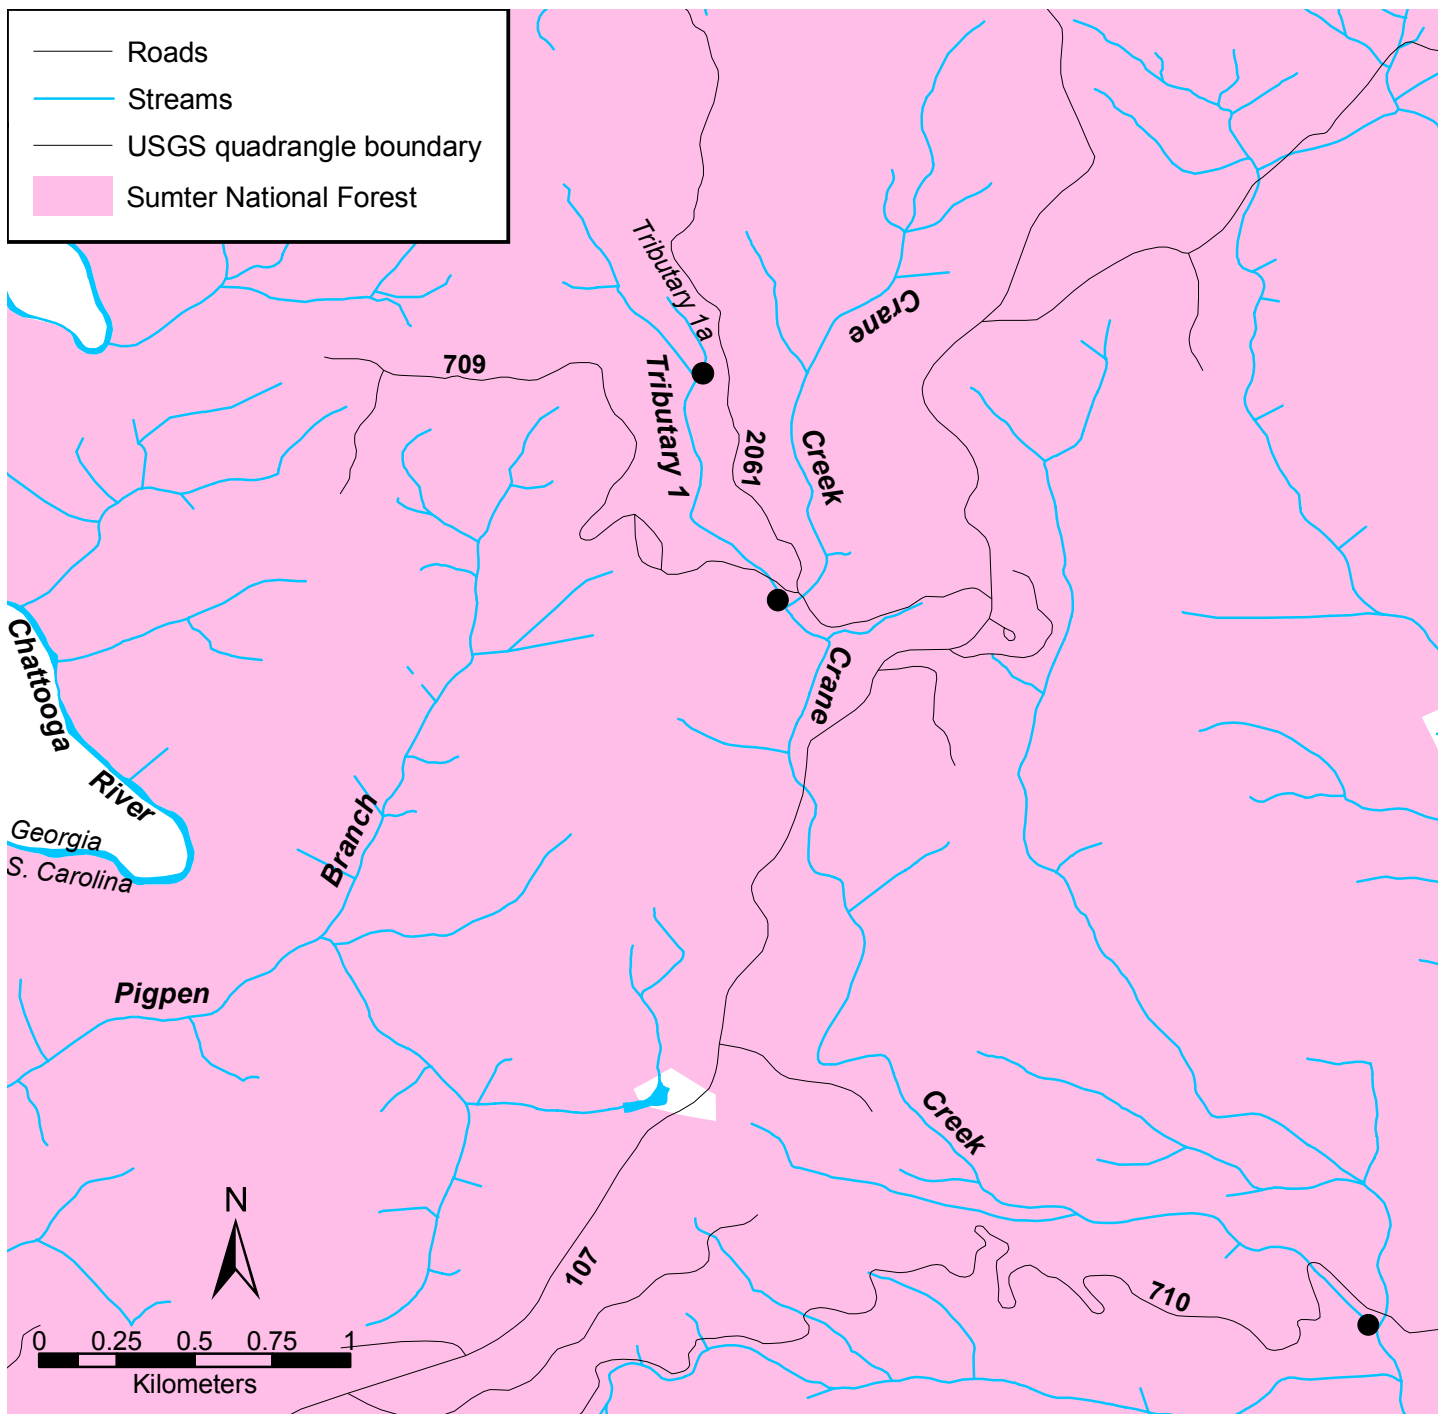 Roads
Streams
USGS quadrangle boundary
Sumter National Forest
Tributary 1a
Crane
709
Tributary 1
2061
Creek
Chattooga
River
Crane
Georgia
S. Carolina
Branch
Pigpen
Creek
N
107
710
0 0.25 0.5 0.75 1
Kilometers